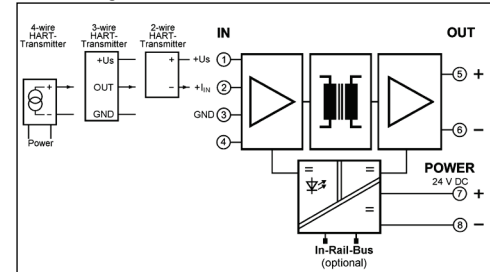 4-wire HART-Transmitter
3-wire HART-Transmitter
2-wire HART-Transmitter
IN
OUT
+
−
Power
+Us
OUT
GND
+
−
+Us
+I_IN
GND
1
2
3
4
5 +
6 −
POWER
24 V DC
7 +
8 −
In-Rail-Bus
(optional)